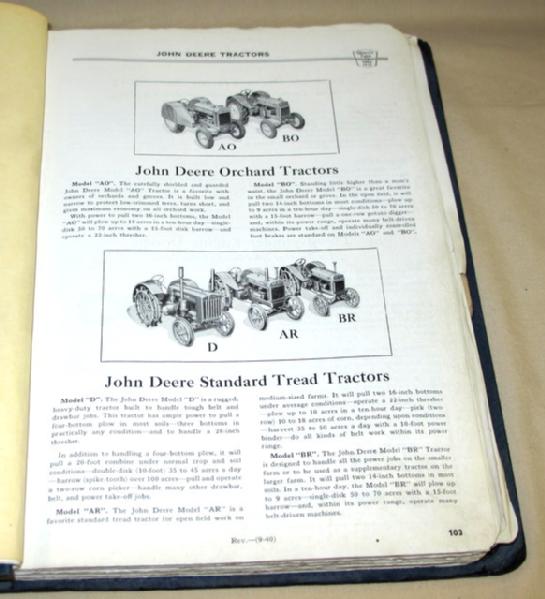 JOHN DEERE TRACTORS
AO
BO
John Deere Orchard Tractors
Model "AO". The carefully shielded and guarded
John Deere Model "AO" Tractor is a favorite with
owners of orchards and groves. It is built low and
narrow to protect low-trimmed trees, turns short, and
gives maximum economy on all orchard work.
With power to pull two 16-inch bottoms, the Model
"AO" will plow up to 11 acres in a ten-hour day—single-
disk 50 to 70 acres with a 15-foot harrow—and
operate a 22-inch thresher.
Model "BO". Standing little higher than a man's
waist, the John Deere Model "BO" is a great favorite
in the small orchard or grove. In the open field, it will
pull two 14-inch bottoms in most conditions—plow up
to 9 acres in a ten-hour day—single-disk 50 to 70 acres
with a 15-foot harrow—pull a one-row potato digger—
and, within its power range, operate many belt-driven
machines. Power take-off and individually controlled
foot brakes are standard on Models "AO" and "BO".
D
AR
BR
John Deere Standard Tread Tractors
Model "D". The John Deere Model "D" is a rugged,
heavy-duty tractor built to handle tough belt and
drawbar jobs. This tractor has ample power to pull a
four-bottom plow in most soils—three bottoms in
practically any condition—and to handle a 28-inch
thresher.
In addition to handling a four-bottom plow, it will
pull a 20-foot combine under normal crop and soil
conditions—double-disk (10-foot) 35 to 45 acres a day
—harrow (spike-tooth) over 100 acres—pull and operate
a two-row corn picker—handle many other drawbar,
belt, and power take-off jobs.
Model "AR". The John Deere Model "AR" is a
favorite standard tread tractor for open field work on
medium-sized farms. It will pull two 16-inch bottoms
under average conditions—operate a 22-inch thresher
—plow up to 10 acres in a ten-hour day—pick (two
row) 10 to 18 acres of corn, depending upon conditions
—harvest 35 to 50 acres a day with a 10-foot power
binder—do all kinds of belt work within its power
range.
Model "BR". The John Deere Model "BR" Tractor
is designed to handle all the power jobs on the smaller
farm or to be used as a supplementary tractor on the
larger farm. It will pull two 14-inch bottoms in most
soils. In a ten-hour day, the Model "BR" will plow up
to 9 acres—single-disk 50 to 70 acres with a 15-foot
harrow—and, within its power range, operate many
belt-driven machines.
Rev.—(9-40)
103